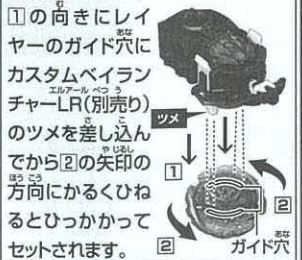 1の向きにレイ
ヤーのガイド穴に
カスタムベイラン
チャーLR(別売り)
のツメを差し込ん
でから2の矢印の
方向にかるくひね
るとひっかかって
セットされます。
ツメ
1
2
2
ガイド穴